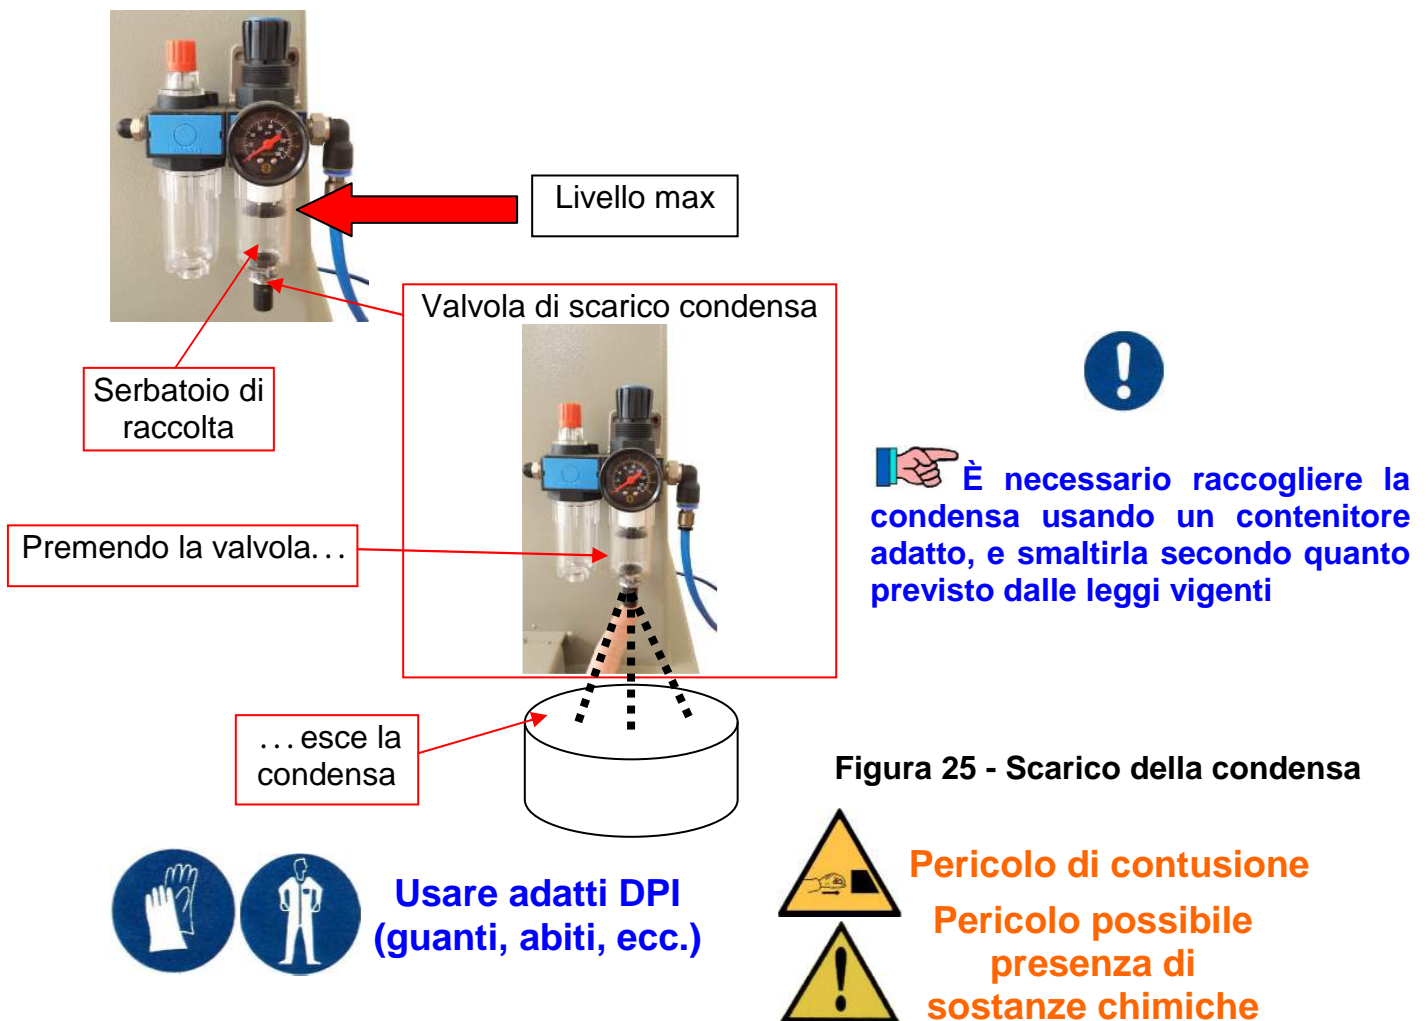 Livello max
Valvola di scarico condensa
Serbatoio di
raccolta
Premendo la valvola…
È necessario raccogliere la
condensa usando un contenitore
adatto, e smaltirla secondo quanto
previsto dalle leggi vigenti
…esce la
condensa
Figura 25 - Scarico della condensa
Usare adatti DPI
(guanti, abiti, ecc.)
Pericolo di contusione
Pericolo possibile
presenza di
sostanze chimiche